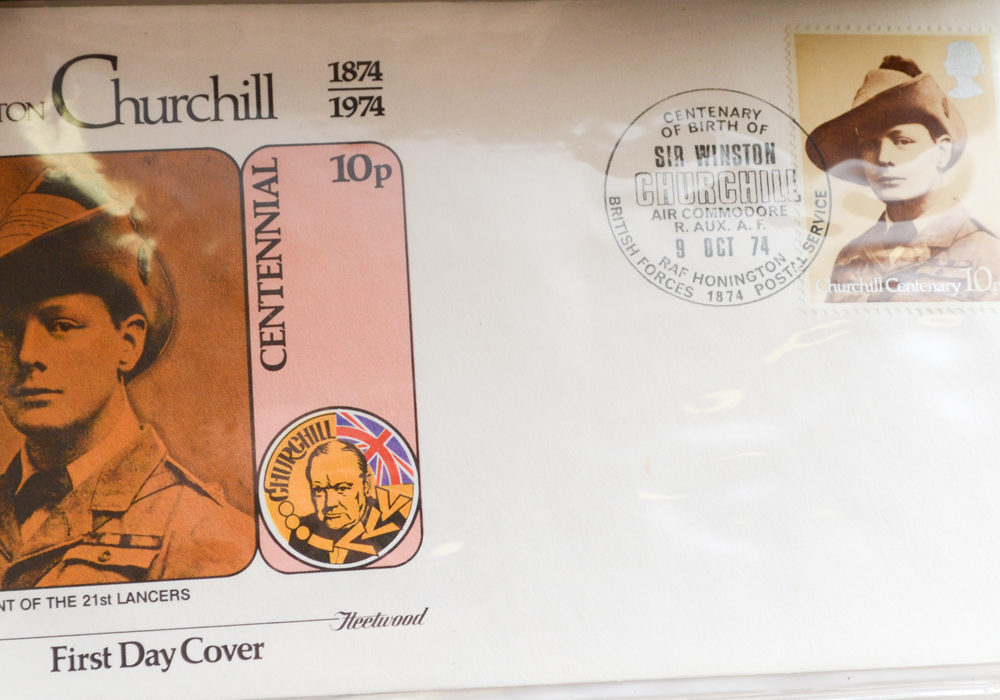 TON Churchill
1874
1974
CENTENNIAL
10p
CHURCHILL
NT OF THE 21st LANCERS
Fleetwood
First Day Cover
CENTENARY
OF BIRTH OF
SIR WINSTON
CHURCHILL
AIR COMMODORE
R. AUX. A. F.
9 OCT 74
RAF HONINGTON
1874
BRITISH FORCES POSTAL SERVICE
Churchill Centenary 10p